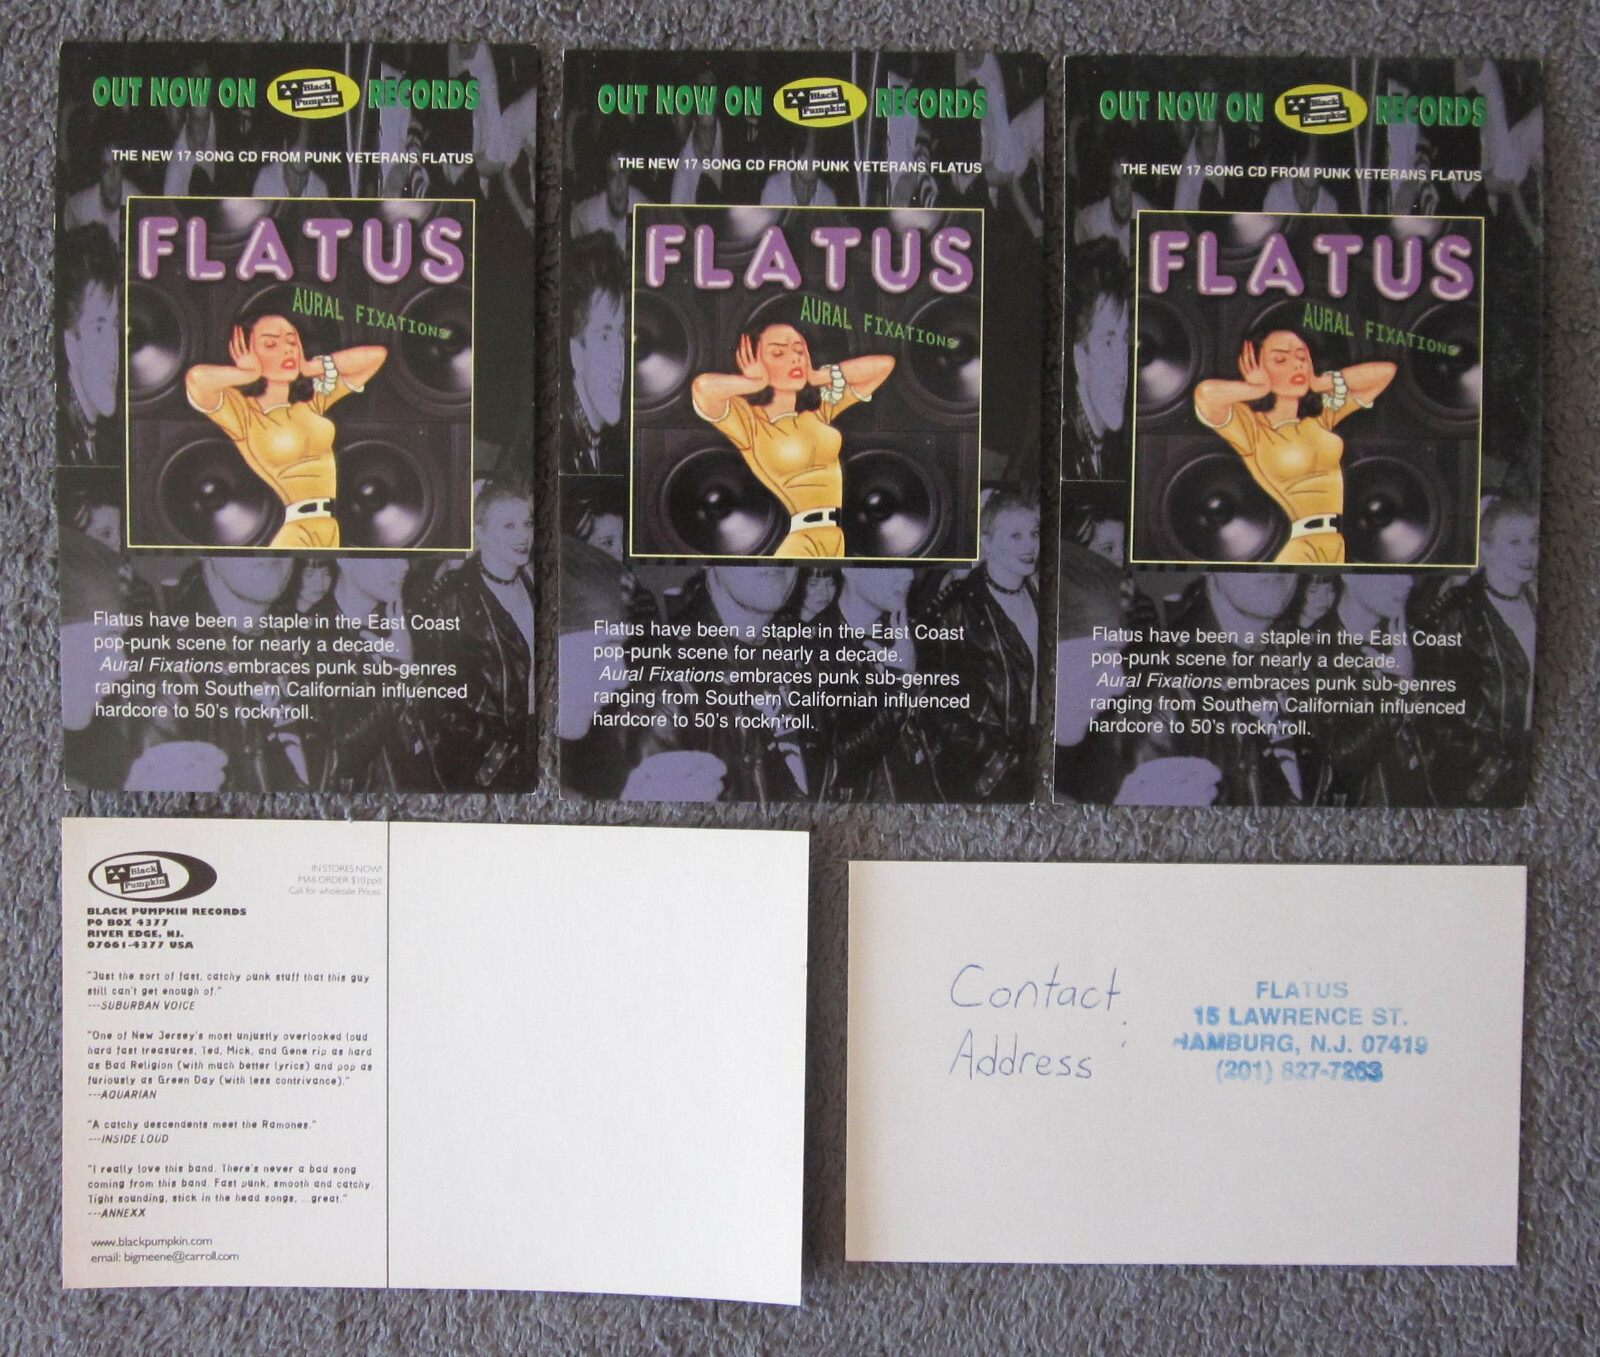 OUT NOW ON Black Pumpkin RECORDS
THE NEW 17 SONG CD FROM PUNK VETERANS FLATUS
FLATUS
AURAL FIXATIONS
Flatus have been a staple in the East Coast
pop-punk scene for nearly a decade.
Aural Fixations embraces punk sub-genres
ranging from Southern Californian influenced
hardcore to 50's rockn'roll.
OUT NOW ON Black Pumpkin RECORDS
THE NEW 17 SONG CD FROM PUNK VETERANS FLATUS
FLATUS
AURAL FIXATIONS
Flatus have been a staple in the East Coast
pop-punk scene for nearly a decade.
Aural Fixations embraces punk sub-genres
ranging from Southern Californian influenced
hardcore to 50's rockn'roll.
OUT NOW ON Black Pumpkin RECORDS
THE NEW 17 SONG CD FROM PUNK VETERANS FLATUS
FLATUS
AURAL FIXATIONS
Flatus have been a staple in the East Coast
pop-punk scene for nearly a decade.
Aural Fixations embraces punk sub-genres
ranging from Southern Californian influenced
hardcore to 50's rockn'roll.
Black
Pumpkin
IN STORES NOW!
MAILORDER $10ppd
Call for wholesale Prices.
BLACK PUMPKIN RECORDS
PO BOX 4377
RIVER EDGE, NJ.
07661-4377 USA
"Just the sort of fast, catchy punk stuff that this guy
still can't get enough of."
---SUBURBAN VOICE
"One of New Jersey's most unjustly overlooked loud
hard fast treasures, Ted, Mick, and Gene rip as hard
as Bad Religion (with much better lyrics) and pop as
furiously as Green Day (with less contrivance)."
---AQUARIAN
"A catchy descendents meet the Ramones."
---INSIDE LOUD
"I really love this band. There's never a bad song
coming from this band. Fast punk, smooth and catchy.
Tight sounding, stick in the head songs, ...great."
---ANNEXX
www.blackpumpkin.com
email: bigmeene@carroll.com
Contact
Address :
FLATUS
15 LAWRENCE ST.
HAMBURG, N.J. 07419
(201) 827-7263